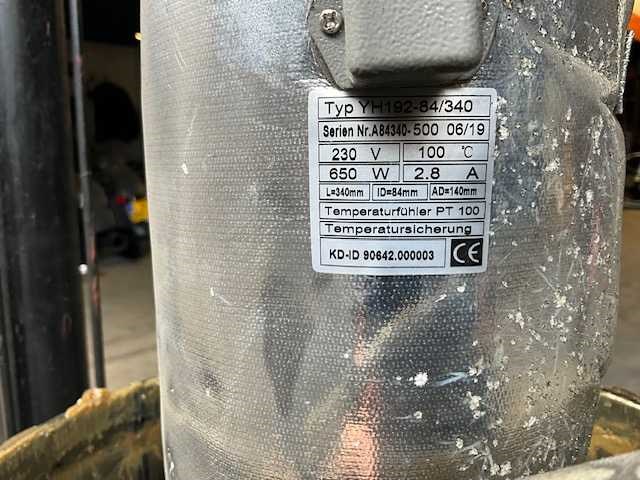 Typ YH192-84/340
Serien Nr.A84340-500 06/19
230 V 100 °C
650 W 2.8 A
L=340mm ID=84mm AD=140mm
Temperaturfühler PT 100
Temperatursicherung
KD-ID 90642.000003 CE